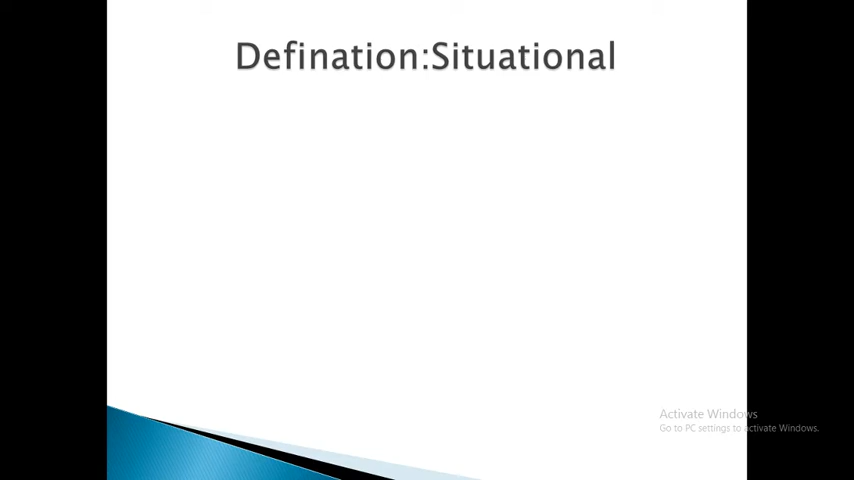 Defination:Situational
Activate Windows
Go to PC settings to activate Windows.